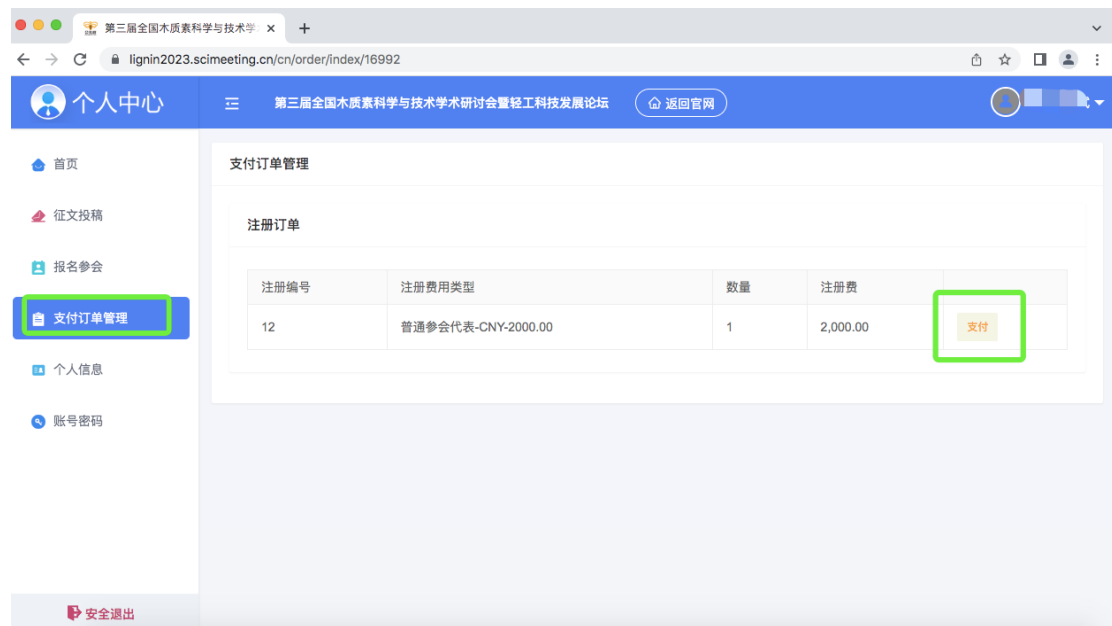 第三届全国木质素科学与技术学
lignin2023.scimeeting.cn/cn/order/index/16992
个人中心
第三届全国木质素科学与技术学术研讨会暨轻工科技发展论坛
返回官网
首页
征文投稿
报名参会
支付订单管理
个人信息
账号密码
安全退出
支付订单管理
注册订单
注册编号 注册费用类型 数量 注册费
12 普通参会代表-CNY-2000.00 1 2,000.00 支付